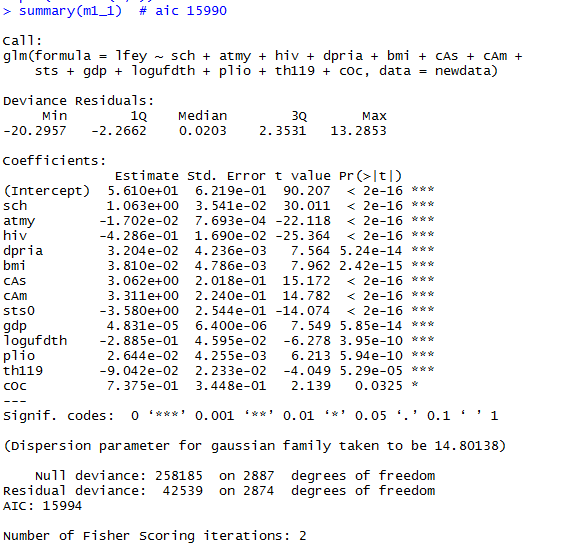 > summary(m1_1)  # aic 15990
Call:
glm(formula = lfey ~ sch + atmy + hiv + dpria + bmi + cAs + cAm +
    sts + gdp + logufdth + plio + th119 + cOc, data = newdata)
Deviance Residuals:
     Min        1Q    Median        3Q       Max
-20.2957   -2.2662    0.0203    2.3531   13.2853
Coefficients:
              Estimate Std. Error t value Pr(>|t|)
(Intercept)  5.610e+01  6.219e-01  90.207  < 2e-16 ***
sch          1.063e+00  3.541e-02  30.011  < 2e-16 ***
atmy        -1.702e-02  7.693e-04 -22.118  < 2e-16 ***
hiv         -4.286e-01  1.690e-02 -25.364  < 2e-16 ***
dpria        3.204e-02  4.236e-03   7.564 5.24e-14 ***
bmi          3.810e-02  4.786e-03   7.962 2.42e-15 ***
cAs          3.062e+00  2.018e-01  15.172  < 2e-16 ***
cAm          3.311e+00  2.240e-01  14.782  < 2e-16 ***
sts0        -3.580e+00  2.544e-01 -14.074  < 2e-16 ***
gdp          4.831e-05  6.400e-06   7.549 5.85e-14 ***
logufdth    -2.885e-01  4.595e-02  -6.278 3.95e-10 ***
plio         2.644e-02  4.255e-03   6.213 5.94e-10 ***
th119       -9.042e-02  2.233e-02  -4.049 5.29e-05 ***
cOc          7.375e-01  3.448e-01   2.139   0.0325 *
---
Signif. codes:  0 ‘***’ 0.001 ‘**’ 0.01 ‘*’ 0.05 ‘.’ 0.1 ‘ ’ 1
(Dispersion parameter for gaussian family taken to be 14.80138)
    Null deviance: 258185  on 2887  degrees of freedom
Residual deviance:  42539  on 2874  degrees of freedom
AIC: 15994
Number of Fisher Scoring iterations: 2